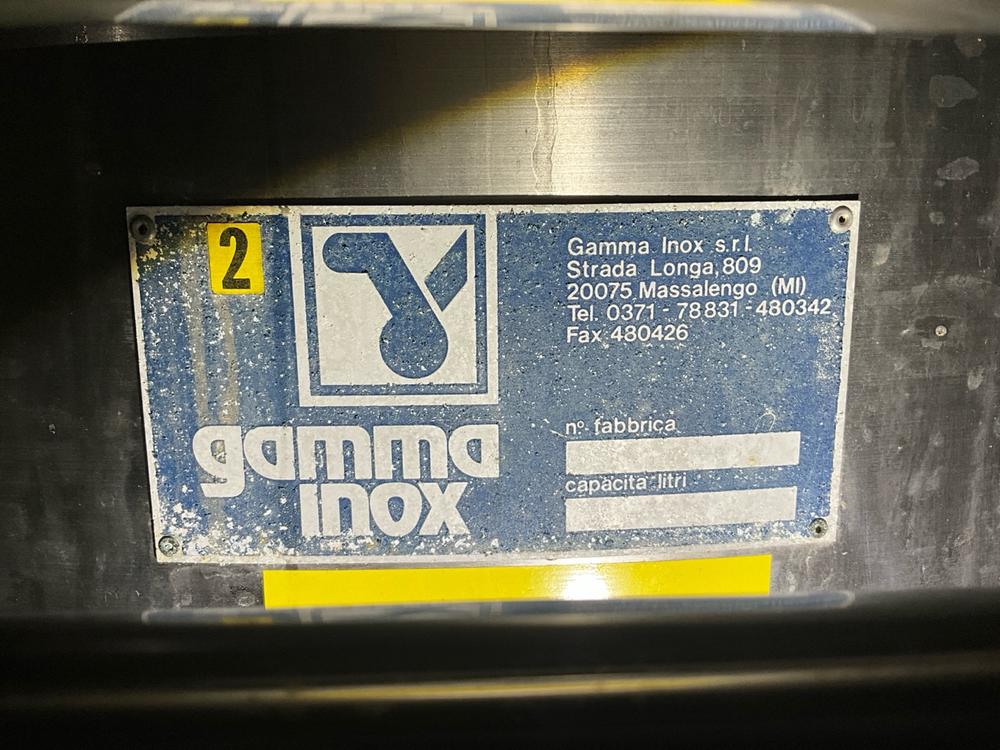 2
gamma
inox
Gamma Inox s.r.l.
Strada Longa, 809
20075 Massalengo (MI)
Tel. 0371 - 78831 - 480342
Fax 480426
n° fabbrica
capacità litri